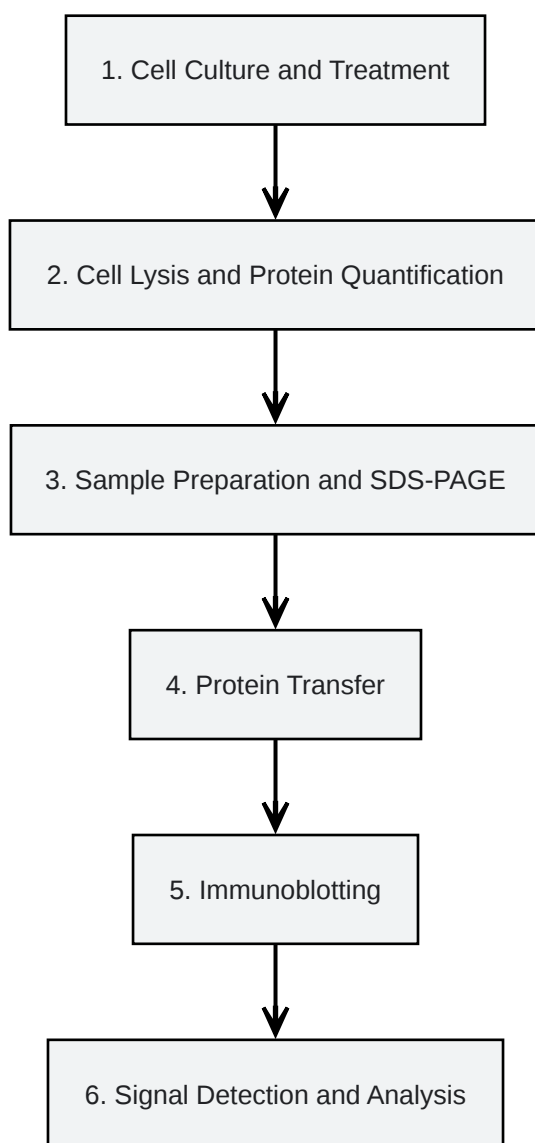 1. Cell Culture and Treatment
2. Cell Lysis and Protein Quantification
3. Sample Preparation and SDS-PAGE
4. Protein Transfer
5. Immunoblotting
6. Signal Detection and Analysis